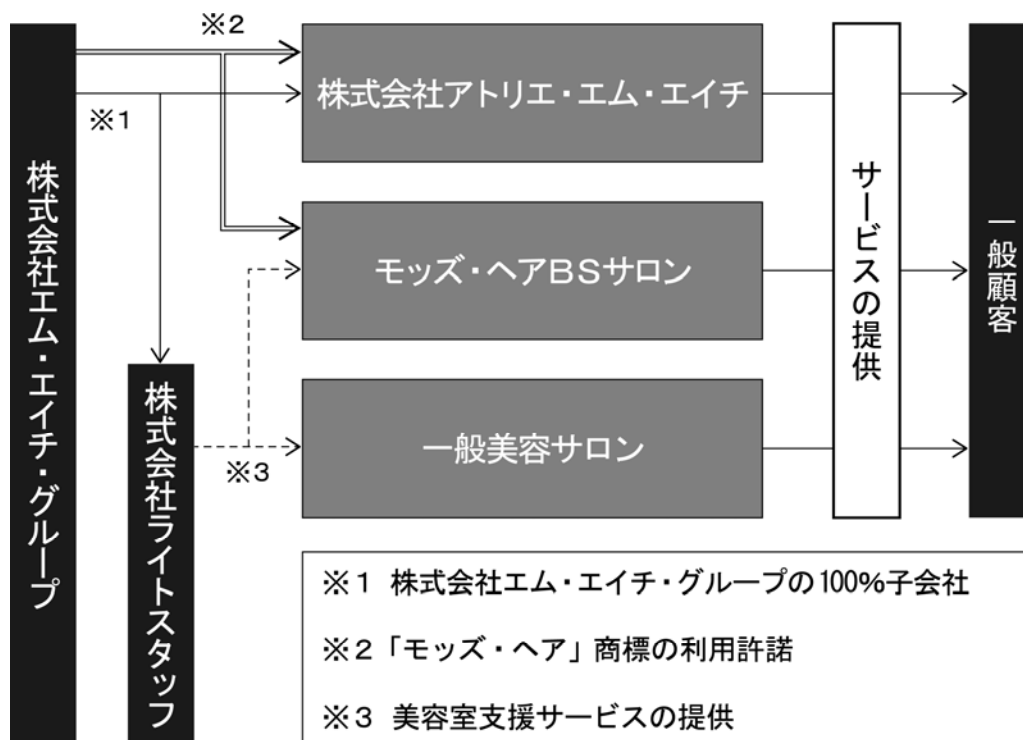 ※2
※1
株式会社エム・エイチ・グループ
株式会社ライトスタッフ
※3
株式会社アトリエ・エム・エイチ
モッズ・ヘアBSサロン
一般美容サロン
サービスの提供
一般顧客
※1 株式会社エム・エイチ・グループの100%子会社
※2「モッズ・ヘア」商標の利用許諾
※3 美容室支援サービスの提供